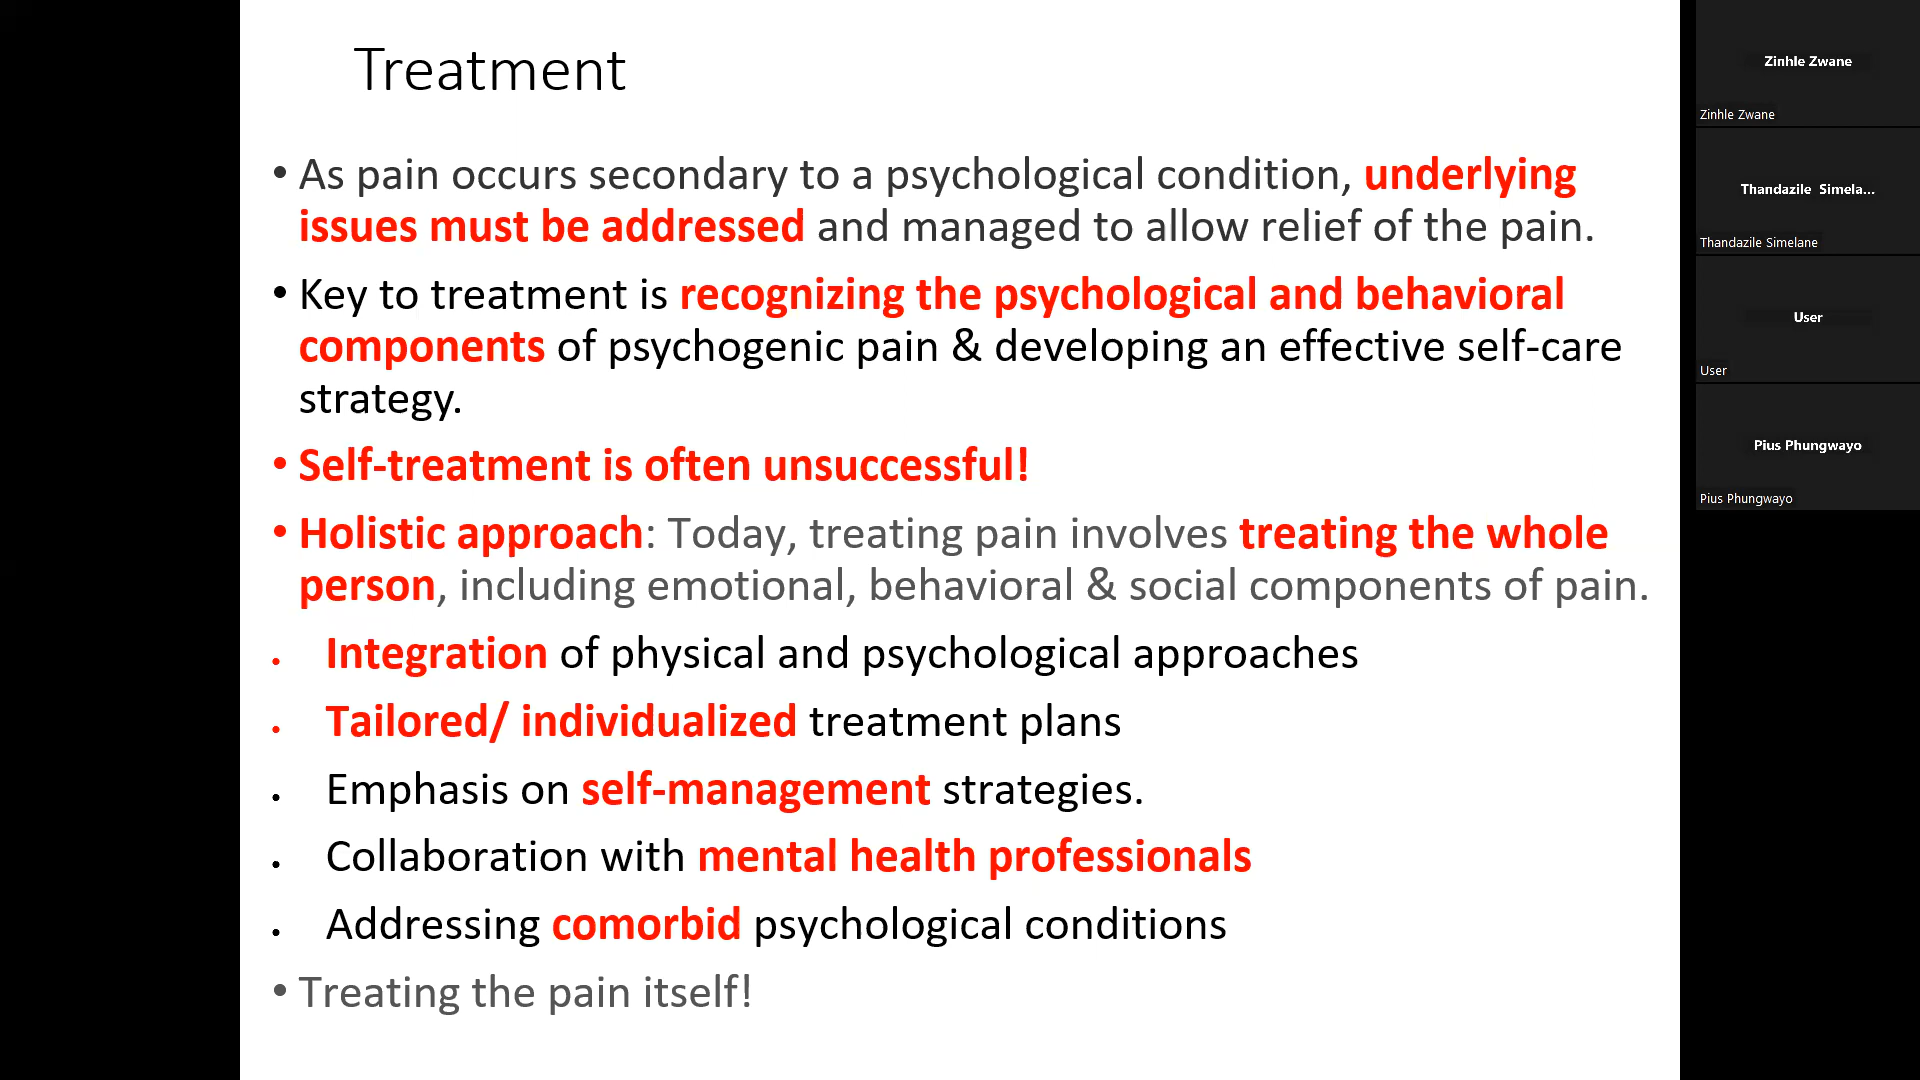 Treatment
• As pain occurs secondary to a psychological condition, underlying
issues must be addressed and managed to allow relief of the pain.
• Key to treatment is recognizing the psychological and behavioral
components of psychogenic pain & developing an effective self-care
strategy.
• Self-treatment is often unsuccessful!
• Holistic approach: Today, treating pain involves treating the whole
person, including emotional, behavioral & social components of pain.
• Integration of physical and psychological approaches
• Tailored/ individualized treatment plans
• Emphasis on self-management strategies.
• Collaboration with mental health professionals
• Addressing comorbid psychological conditions
• Treating the pain itself!
Zinhle Zwane
Zinhle Zwane
Thandazile Simela...
Thandazile Simelane
User
User
Pius Phungwayo
Pius Phungwayo